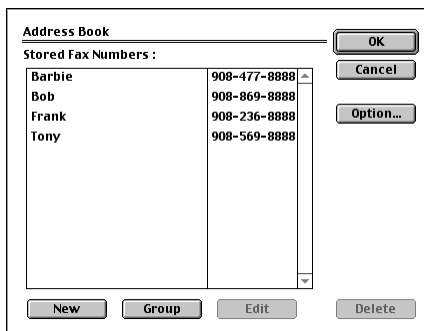 Address Book
OK
Stored Fax Numbers :
Cancel
Barbie 908-477-8888
Bob 908-869-8888
Frank 908-236-8888
Option...
Tony 908-569-8888
New Group Edit Delete